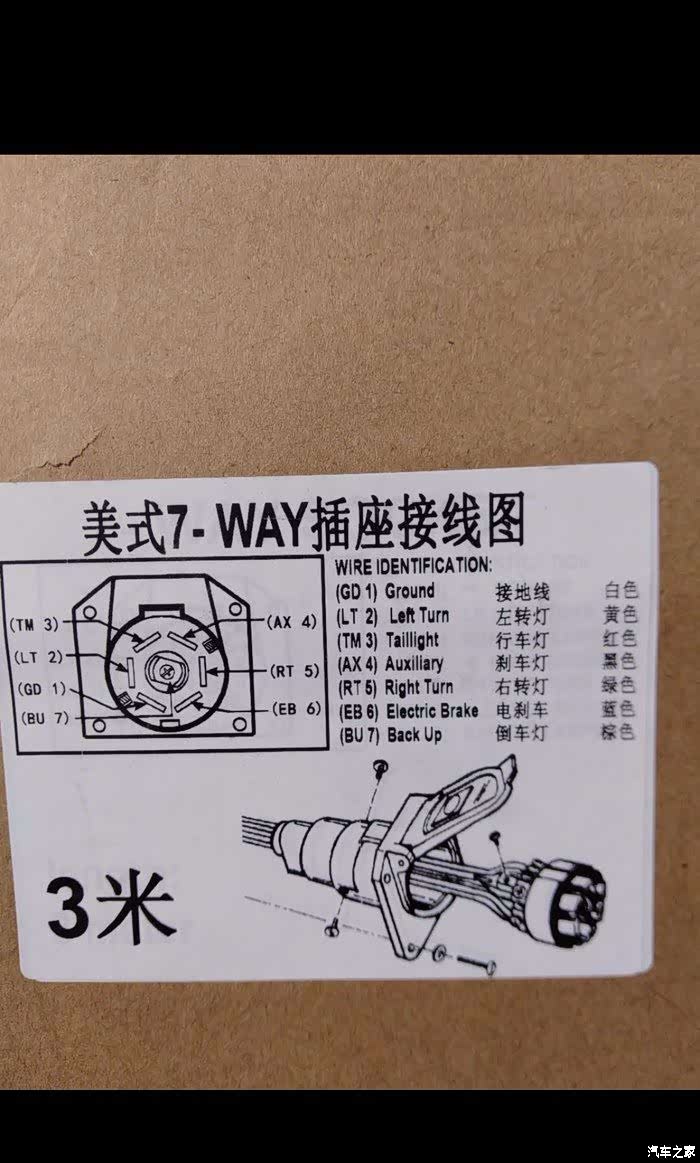 美式7- WAY插座接线图
WIRE IDENTIFICATION:
(GD 1) Ground 接地线 白色
(LT 2) Left Turn 左转灯 黄色
(TM 3) Taillight 行车灯 红色
(AX 4) Auxiliary 刹车灯 黑色
(RT 5) Right Turn 右转灯 绿色
(EB 6) Electric Brake 电刹车 蓝色
(BU 7) Back Up 倒车灯 棕色
(TM 3)
(AX 4)
(LT 2)
(RT 5)
(GD 1)
(EB 6)
(BU 7)
3米
汽车之家